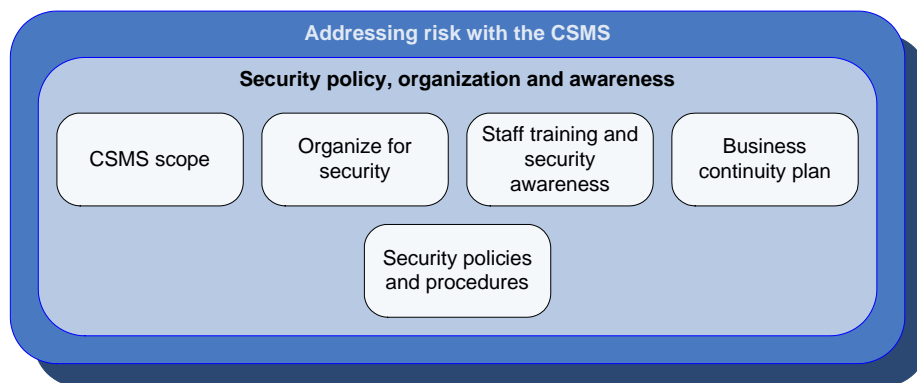 Addressing risk with the CSMS
Security policy, organization and awareness
CSMS scope
Organize for
security
Staff training and
security
awareness
Business
continuity plan
Security policies
and procedures